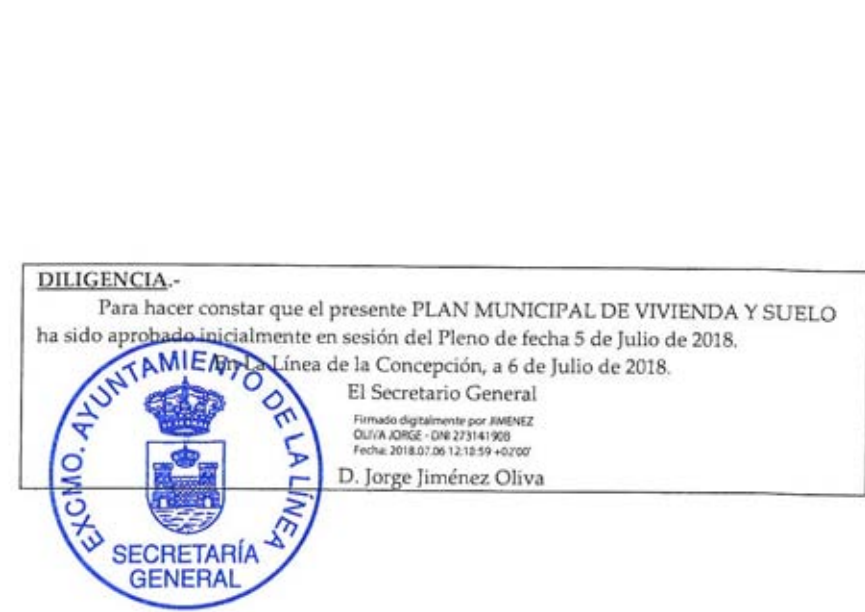 DILIGENCIA.-
Para hacer constar que el presente PLAN MUNICIPAL DE VIVIENDA Y SUELO
ha sido aprobado inicialmente en sesión del Pleno de fecha 5 de Julio de 2018.
En La Línea de la Concepción, a 6 de Julio de 2018.
El Secretario General
Firmado digitalmente por JIMENEZ
OLIVA JORGE - DNI 27314190B
Fecha: 2018.07.06 12:18:59 +02'00'
D. Jorge Jiménez Oliva
EXCMO. AYUNTAMIENTO DE LA LÍNEA
SECRETARÍA
GENERAL